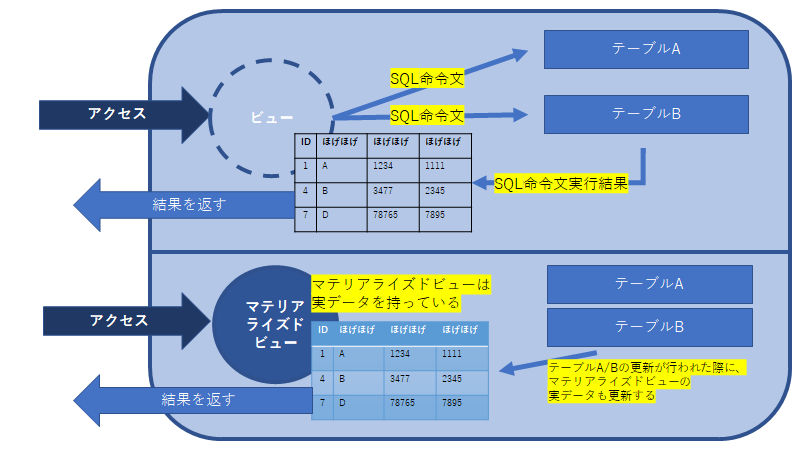 アクセス
ビュー
SQL命令文
SQL命令文
テーブルA
テーブルB
ID ほげほげ ほげほげ ほげほげ
1 A 1234 1111
4 B 3477 2345
7 D 78765 7895
SQL命令文実行結果
結果を返す
アクセス
マテリア
ライズド
ビュー
マテリアライズドビューは
実データを持っている
ID ほげほげ ほげほげ ほげほげ
1 A 1234 1111
4 B 3477 2345
7 D 78765 7895
テーブルA
テーブルB
テーブルA/Bの更新が行われた際に、
マテリアライズドビューの
実データも更新する
結果を返す